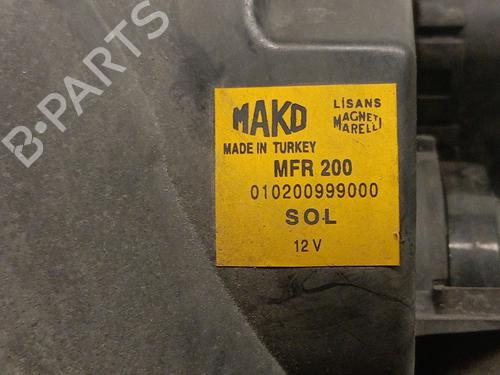 B-PARTS
MAKO
LİSANS
MAGNETI
MARELLI
MADE IN TURKEY
MFR 200
010200999000
SOL
12 V